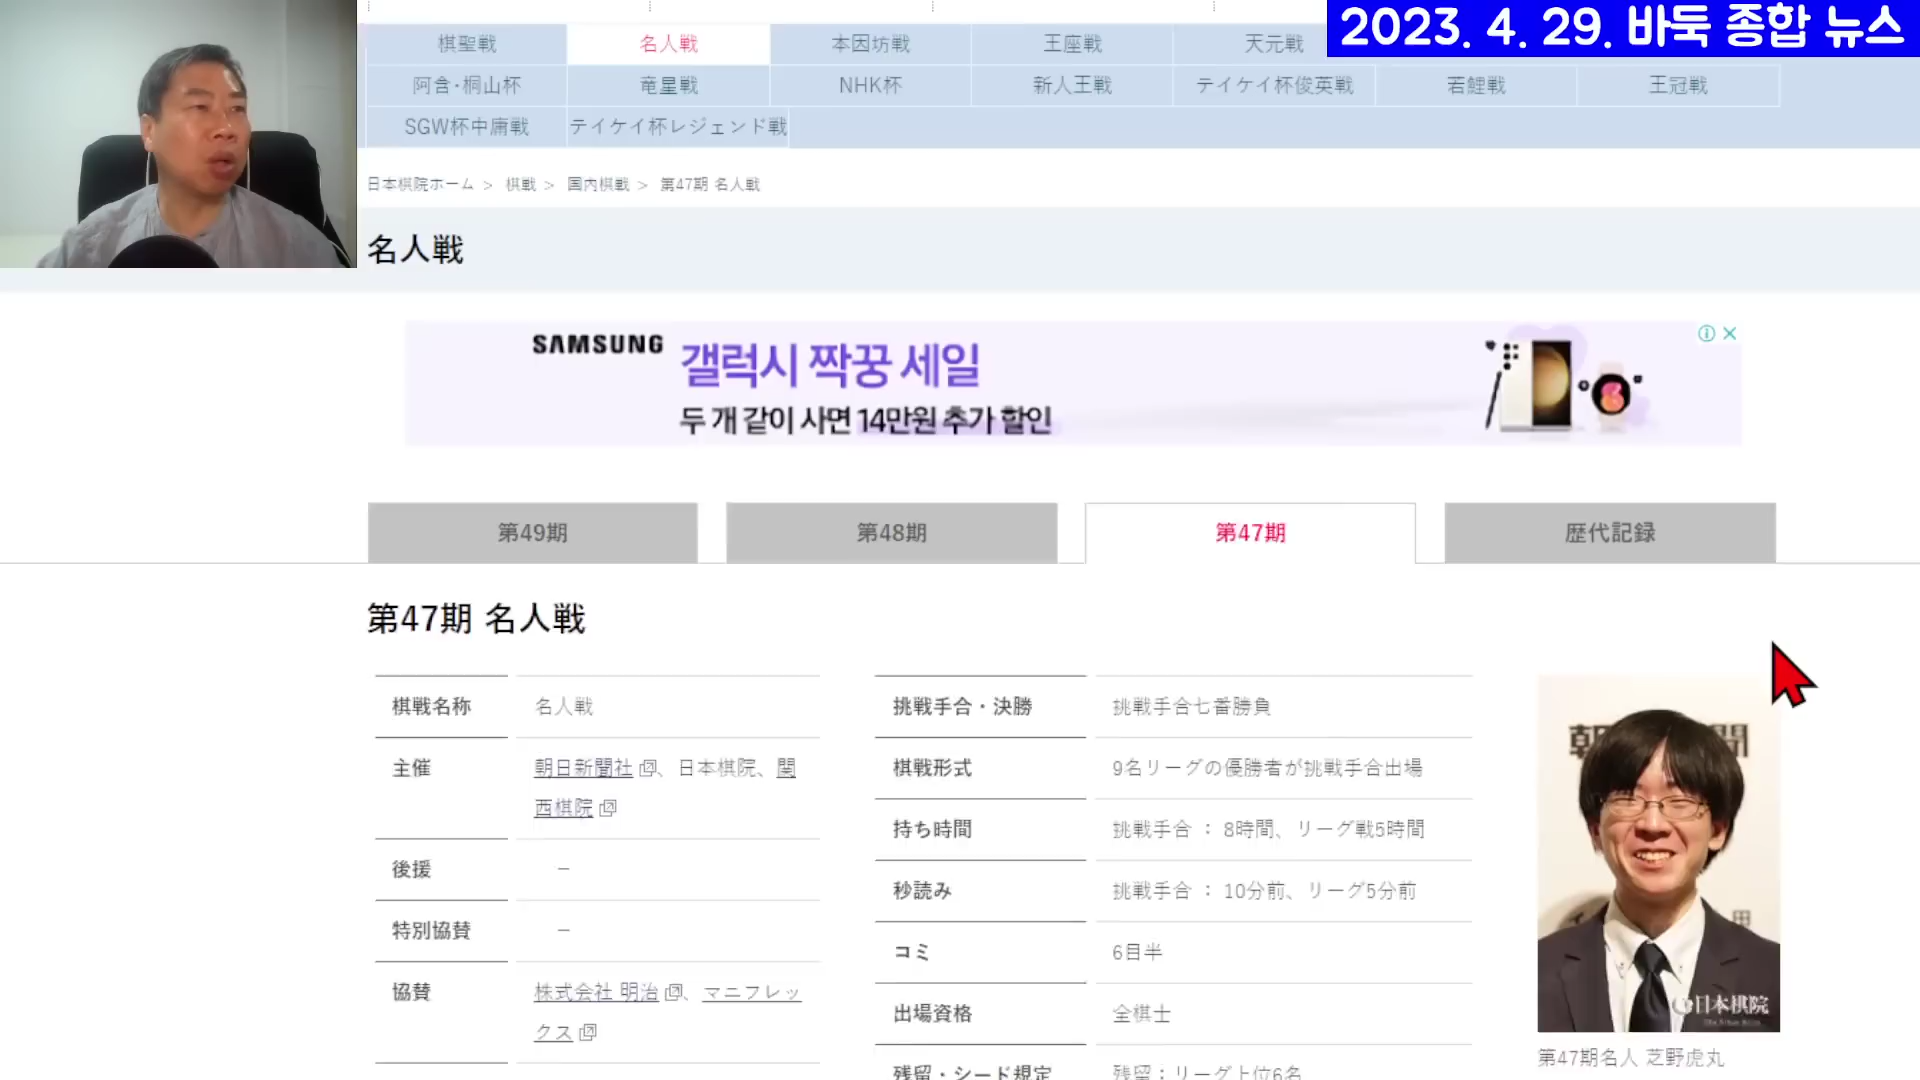 2023. 4. 29. 바둑 종합 뉴스
棋聖戦 名人戦 本因坊戦 王座戦 天元戦
阿含･桐山杯 竜星戦 NHK杯 新人王戦 テイケイ杯俊英戦 若鯉戦 王冠戦
SGW杯中庸戦 テイケイ杯レジェンド戦
日本棋院ホーム > 棋戦 > 国内棋戦 > 第47期 名人戦
名人戦
SAMSUNG 갤럭시 짝꿍 세일
두 개 같이 사면 14만원 추가 할인
第49期 第48期 第47期 歴代記録
第47期 名人戦
棋戦名称 名人戦
主催 朝日新聞社、日本棋院、関
西棋院
後援 −
特別協賛 −
協賛 株式会社 明治、マニフレッ
クス
挑戦手合・決勝 挑戦手合七番勝負
棋戦形式 9名リーグの優勝者が挑戦手合出場
持ち時間 挑戦手合 ： 8時間、リーグ戦5時間
秒読み 挑戦手合 ： 10分前、リーグ5分前
コミ 6目半
出場資格 全棋士
残留・シード規定 残留：リーグ上位6名
日本棋院
第47期名人 芝野虎丸